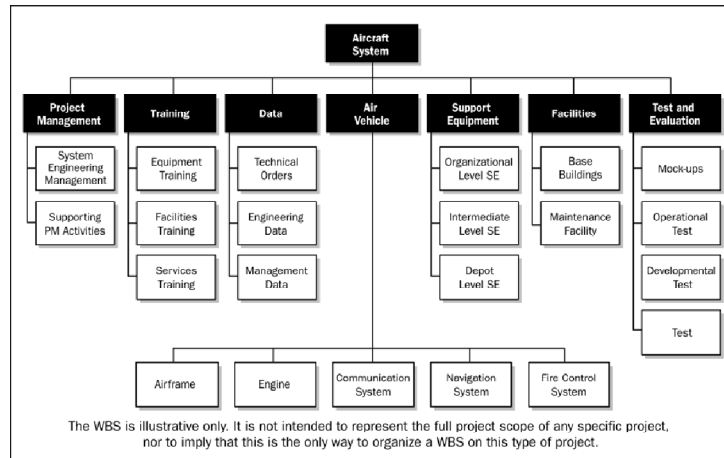 Aircraft
System
Project
Management
Training
Data
Air
Vehicle
Support
Equipment
Facilities
Test and
Evaluation
System
Engineering
Management
Equipment
Training
Technical
Orders
Organizational
Level SE
Base
Buildings
Mock-ups
Supporting
PM Activities
Facilities
Training
Engineering
Data
Intermediate
Level SE
Maintenance
Facility
Operational
Test
Services
Training
Management
Data
Depot
Level SE
Developmental
Test
Test
Airframe
Engine
Communication
System
Navigation
System
Fire Control
System
The WBS is illustrative only. It is not intended to represent the full project scope of any specific project,
nor to imply that this is the only way to organize a WBS on this type of project.